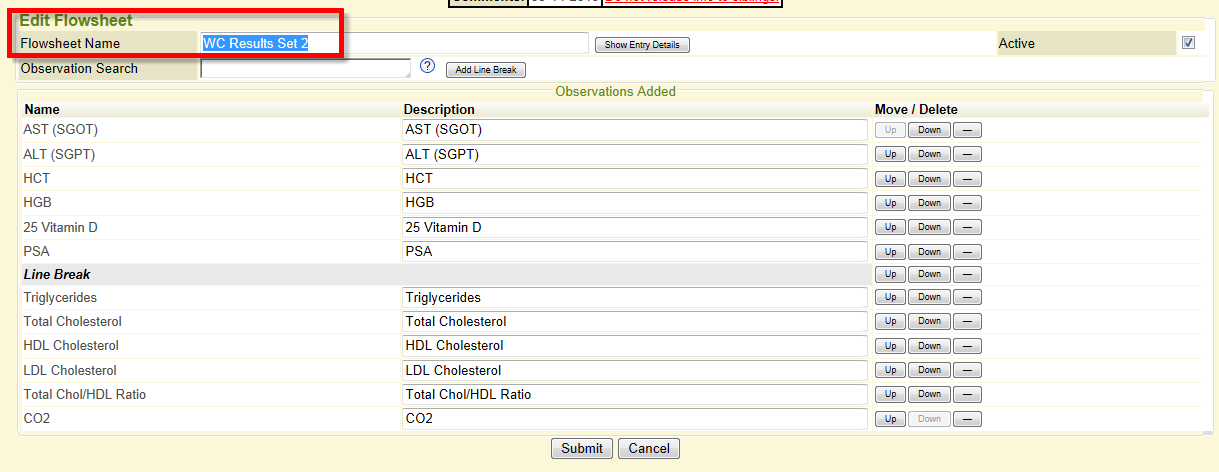 Edit Flowsheet
Flowsheet Name WC Results Set 2 Show Entry Details Active
Observation Search ? Add Line Break
Observations Added
Name Description Move / Delete
AST (SGOT) AST (SGOT) Up Down —
ALT (SGPT) ALT (SGPT) Up Down —
HCT HCT Up Down —
HGB HGB Up Down —
25 Vitamin D 25 Vitamin D Up Down —
PSA PSA Up Down —
Line Break Up Down —
Triglycerides Triglycerides Up Down —
Total Cholesterol Total Cholesterol Up Down —
HDL Cholesterol HDL Cholesterol Up Down —
LDL Cholesterol LDL Cholesterol Up Down —
Total Chol/HDL Ratio Total Chol/HDL Ratio Up Down —
CO2 CO2 Up Down —
Submit Cancel